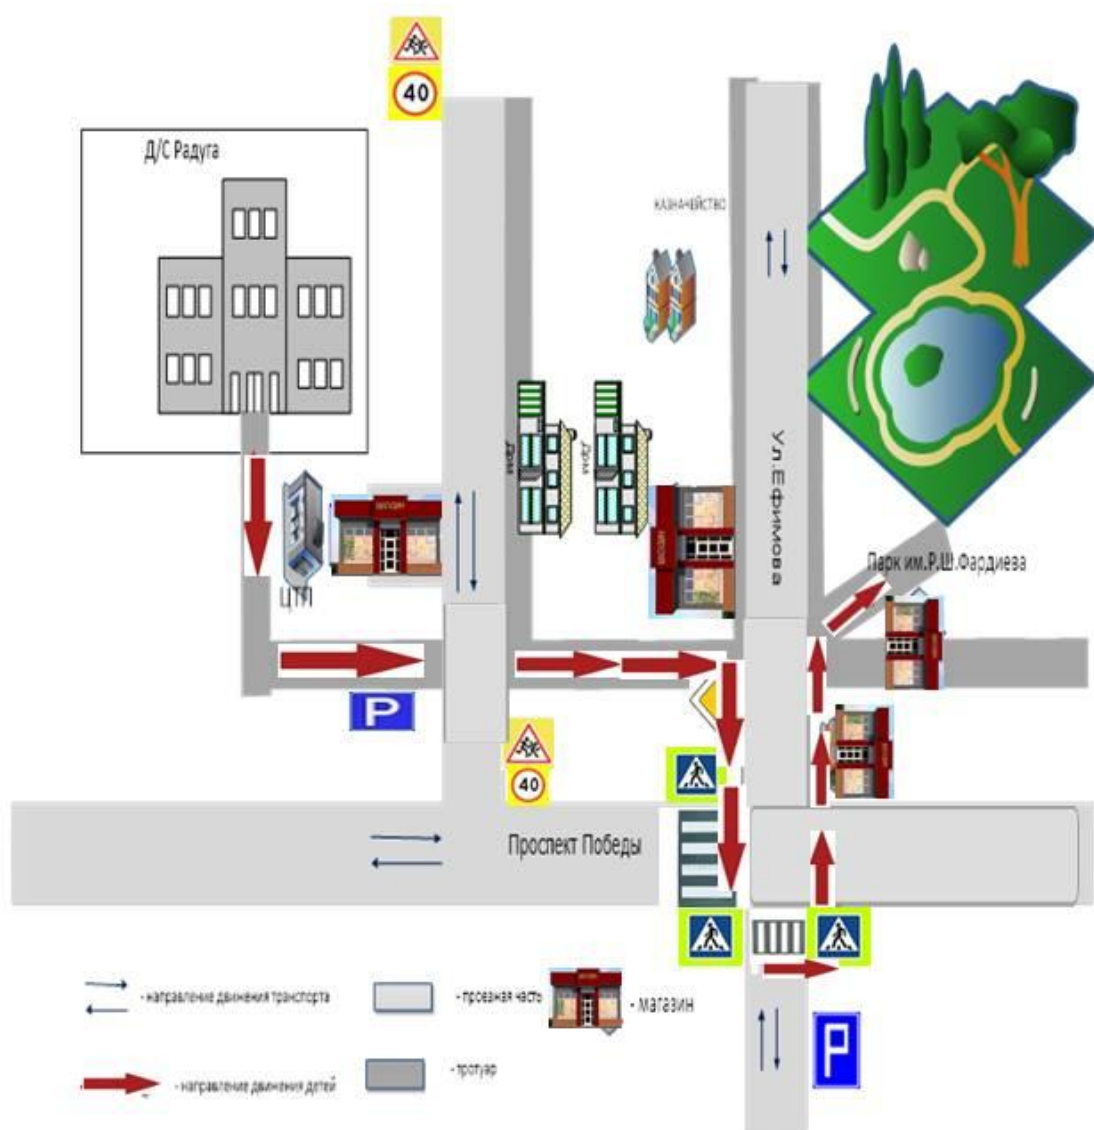 40
Д/С Радуга
КАЗНАЧЕЙСТВО
Ул.Ефимова
Дом
Дом
МАГАЗИН
ЦТП
Парк им.Р.Ш.Фардиева
P
40
Проспект Победы
- направление движения транспорта
- проезжая часть
- магазин
- направление движения детей
- тротуар
P